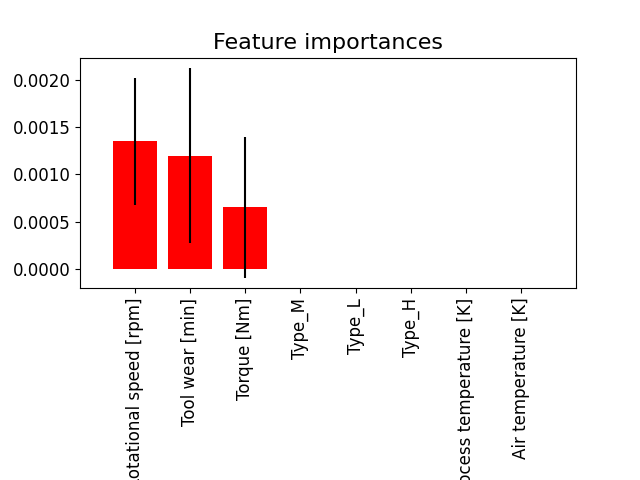 Feature importances
0.0020
0.0015
0.0010
0.0005
0.0000
otational speed [rpm]
Tool wear [min]
Torque [Nm]
Type_M
Type_L
Type_H
ocess temperature [K]
Air temperature [K]